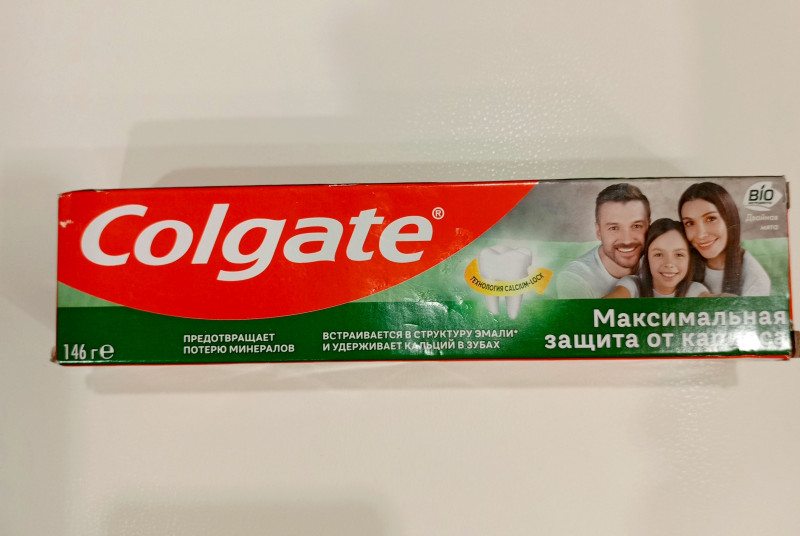 Colgate®
BIO
Двойная
мята
ТЕХНОЛОГИЯ CALCIUM-LOCK
Максимальная
защита от кариеса
ПРЕДОТВРАЩАЕТ
ПОТЕРЮ МИНЕРАЛОВ
ВСТРАИВАЕТСЯ В СТРУКТУРУ ЭМАЛИ*
И УДЕРЖИВАЕТ КАЛЬЦИЙ В ЗУБАХ
146 г℮